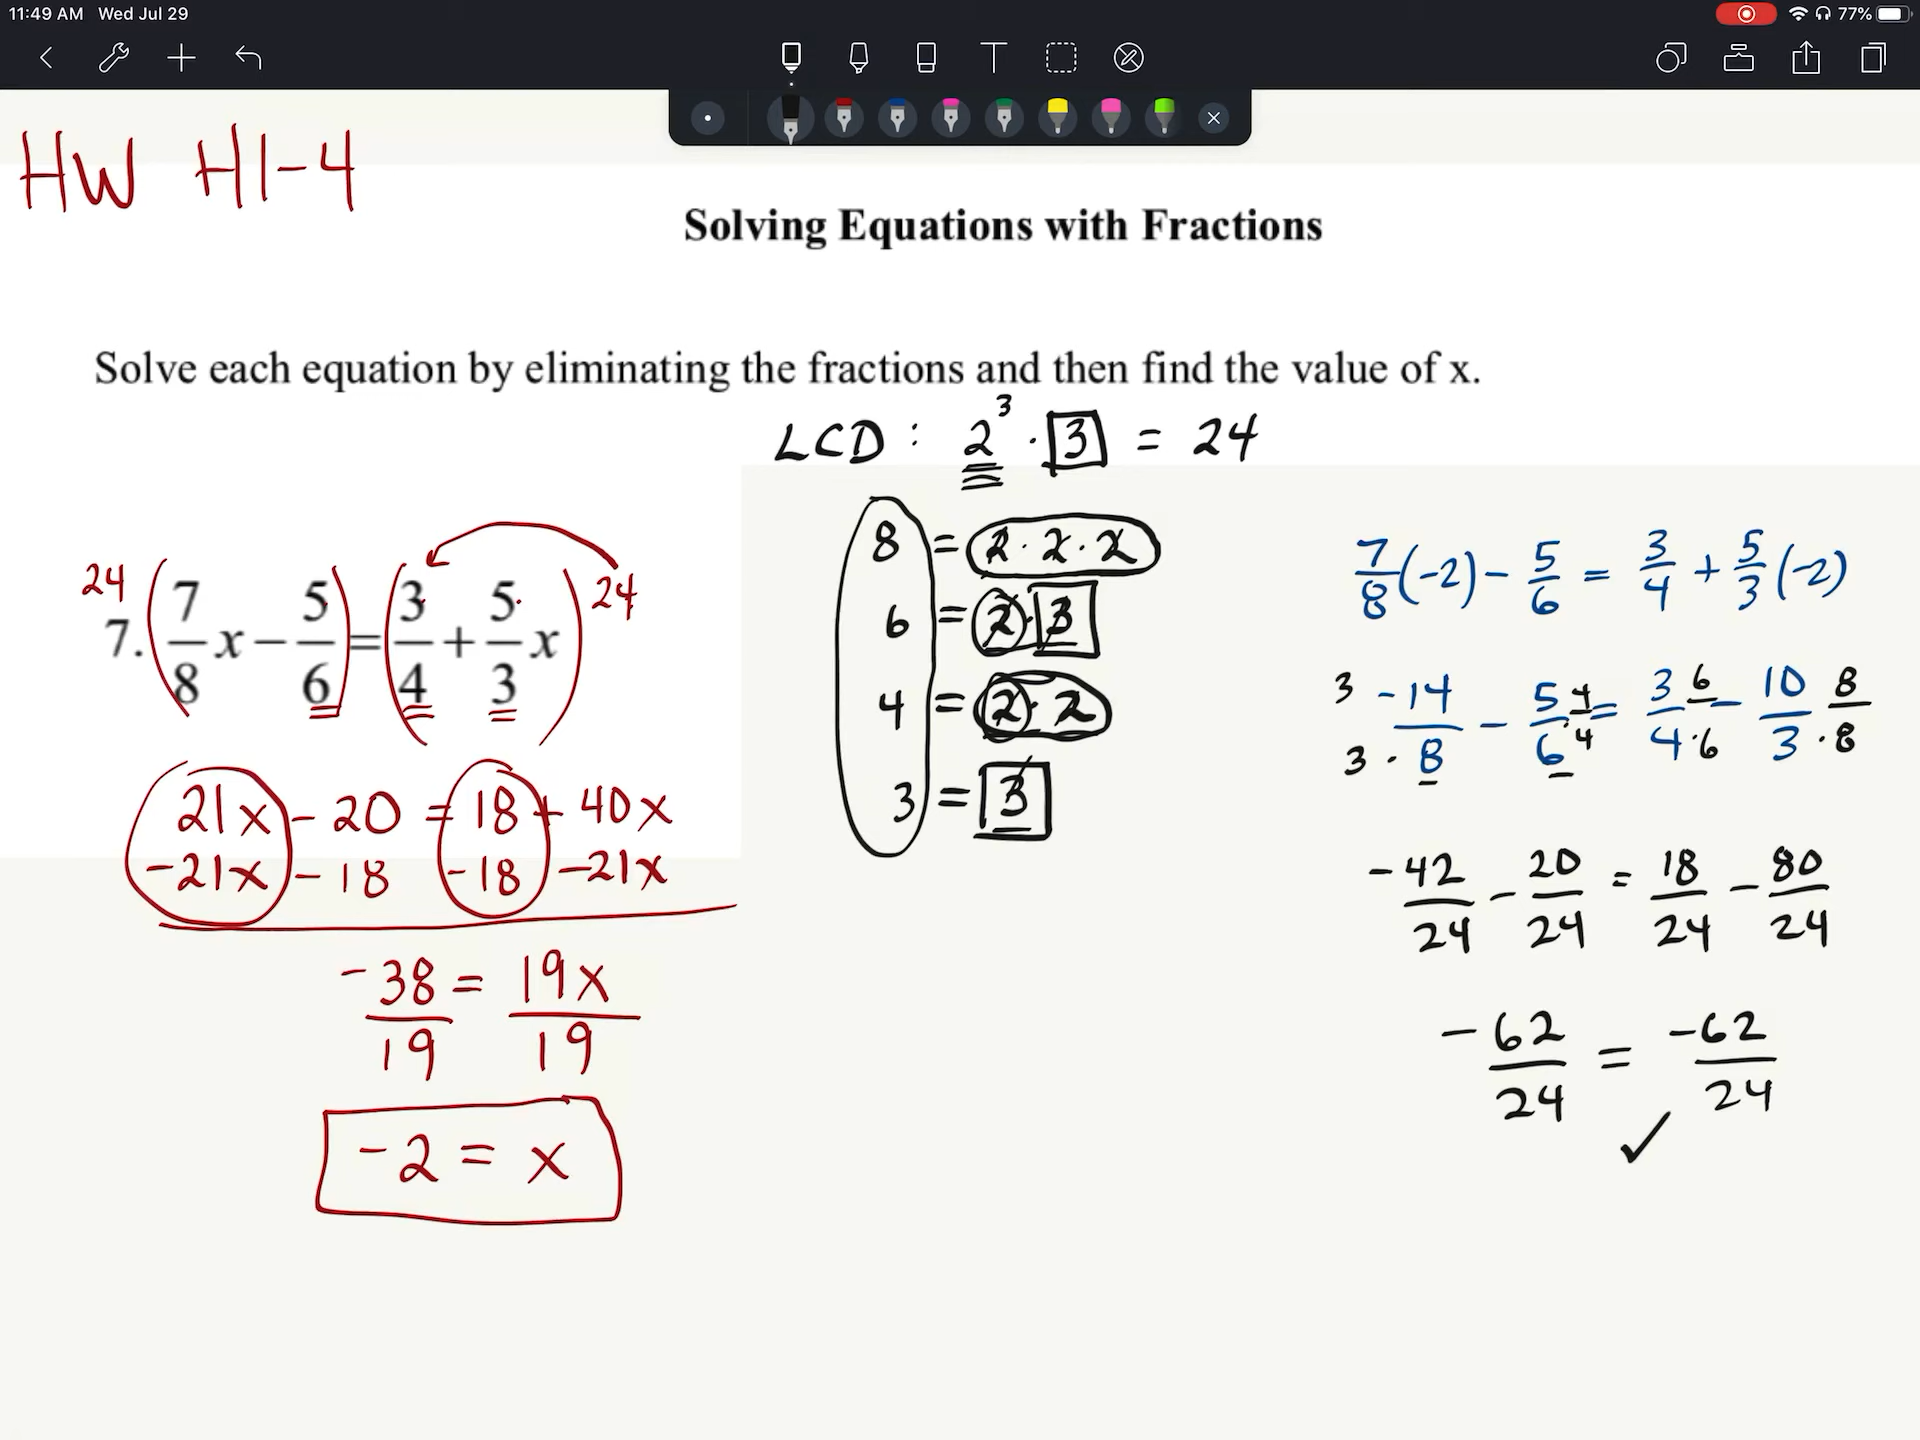 11:49 AM Wed Jul 29
77%
HW H1-4
Solving Equations with Fractions
Solve each equation by eliminating the fractions and then find the value of x.
LCD : 2³ · 3 = 24
8 = 2 · 2 · 2
6 = 2 · 3
4 = 2 · 2
3 = 3
24 24
7. (7/8 x − 5/6) = (3/4 + 5/3 x)
21x - 20 = 18 + 40x
-21x - 18 -18 -21x
-38/19 = 19x/19
-2 = x
7/8 (-2) - 5/6 = 3/4 + 5/3 (-2)
3/3 · -14/8 - 5/6 · 4/4 = 3/4 · 6/6 - 10/3 · 8/8
-42/24 - 20/24 = 18/24 - 80/24
-62/24 = -62/24
✓